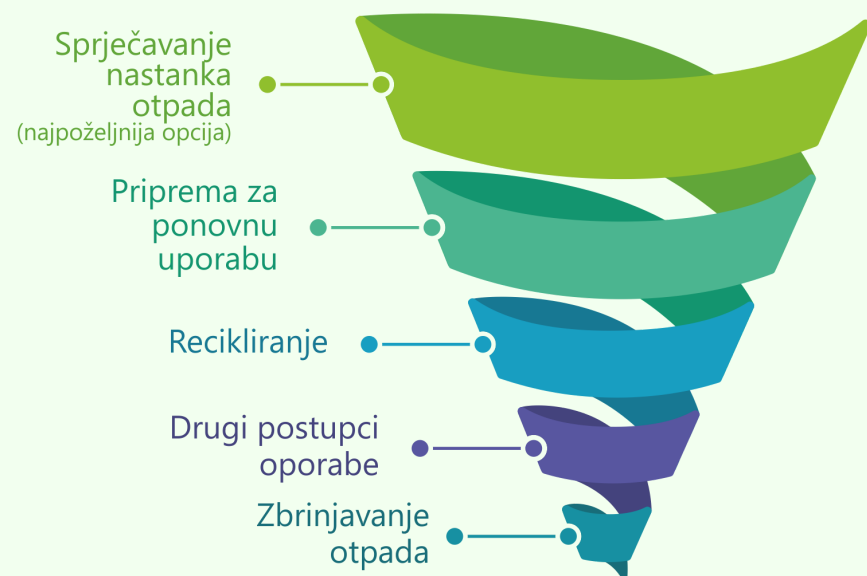 Sprječavanje
nastanka
otpada
(najpoželjnija opcija)
Priprema za
ponovnu
uporabu
Recikliranje
Drugi postupci
oporabe
Zbrinjavanje
otpada